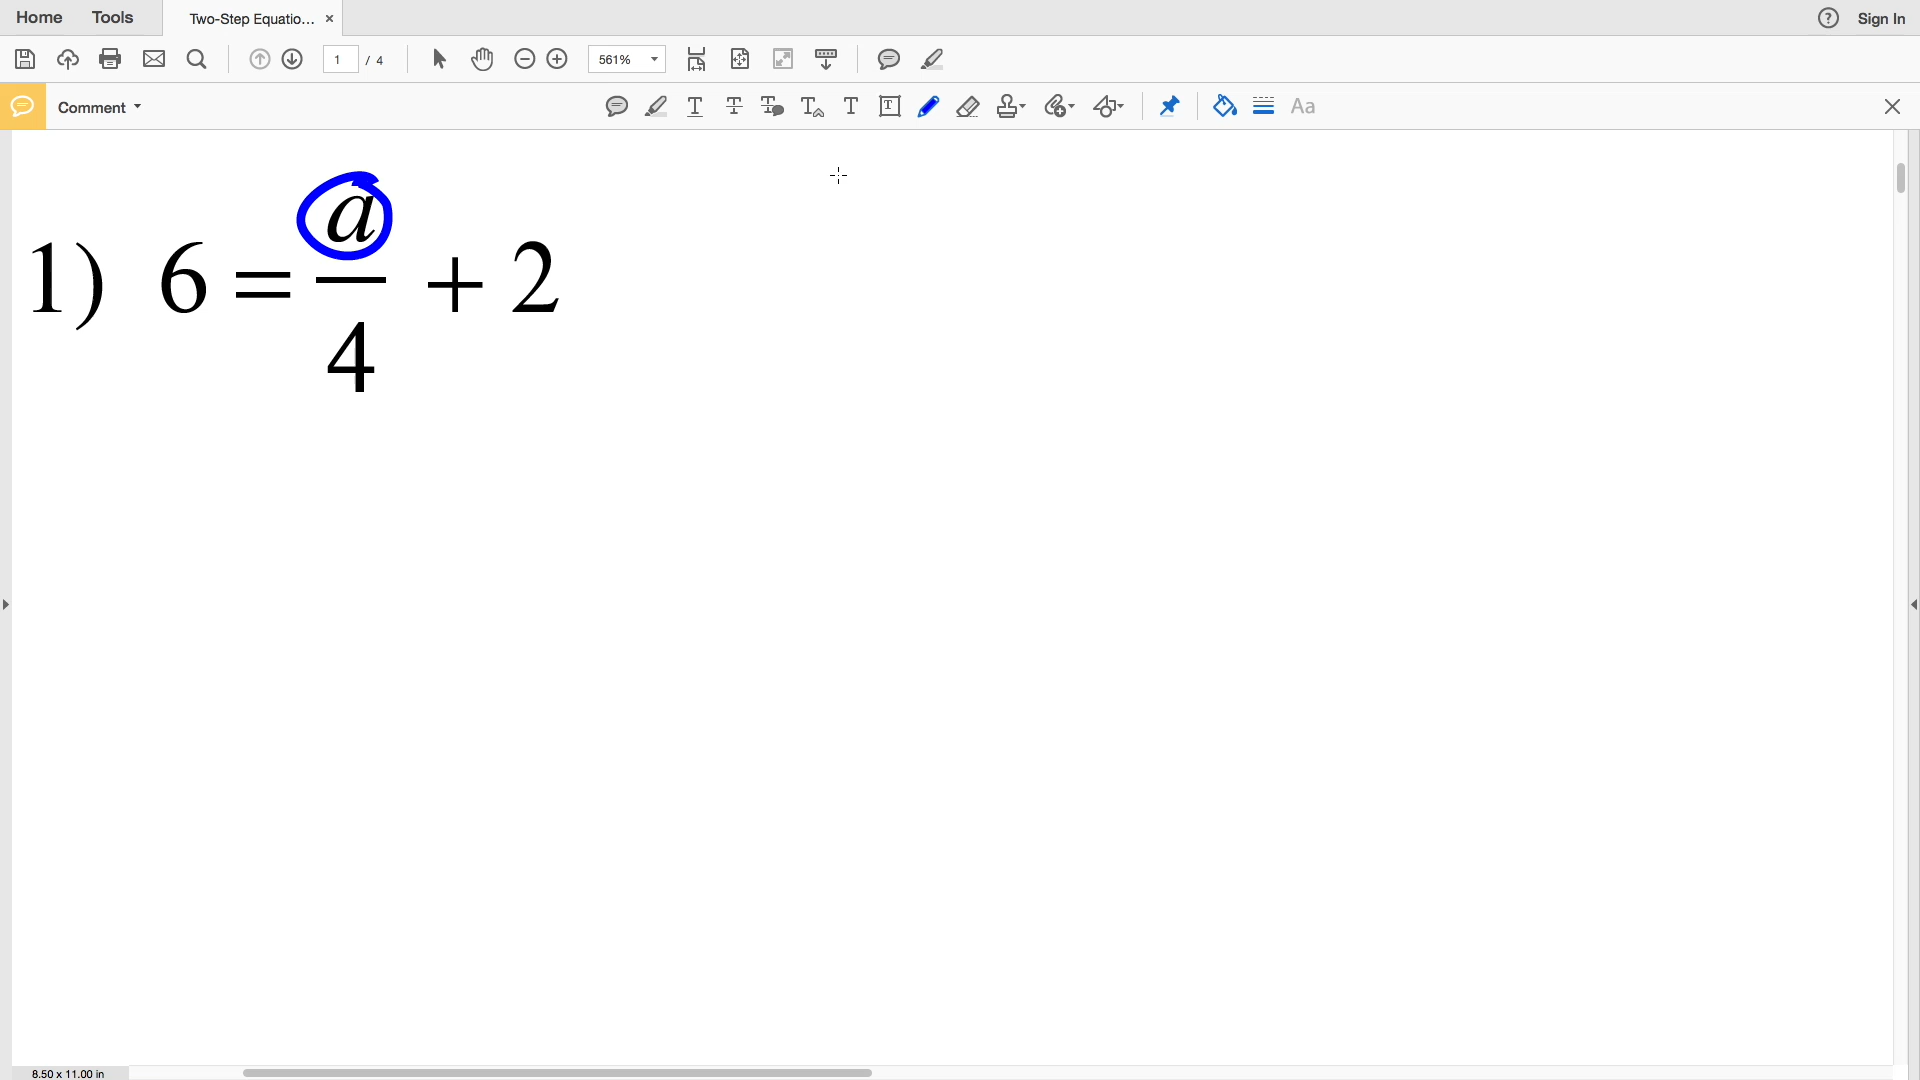 Home Tools Two-Step Equatio... × ? Sign In
1 / 4 561%
Comment Aa
a
1) 6 = — + 2
4
8.50 x 11.00 in